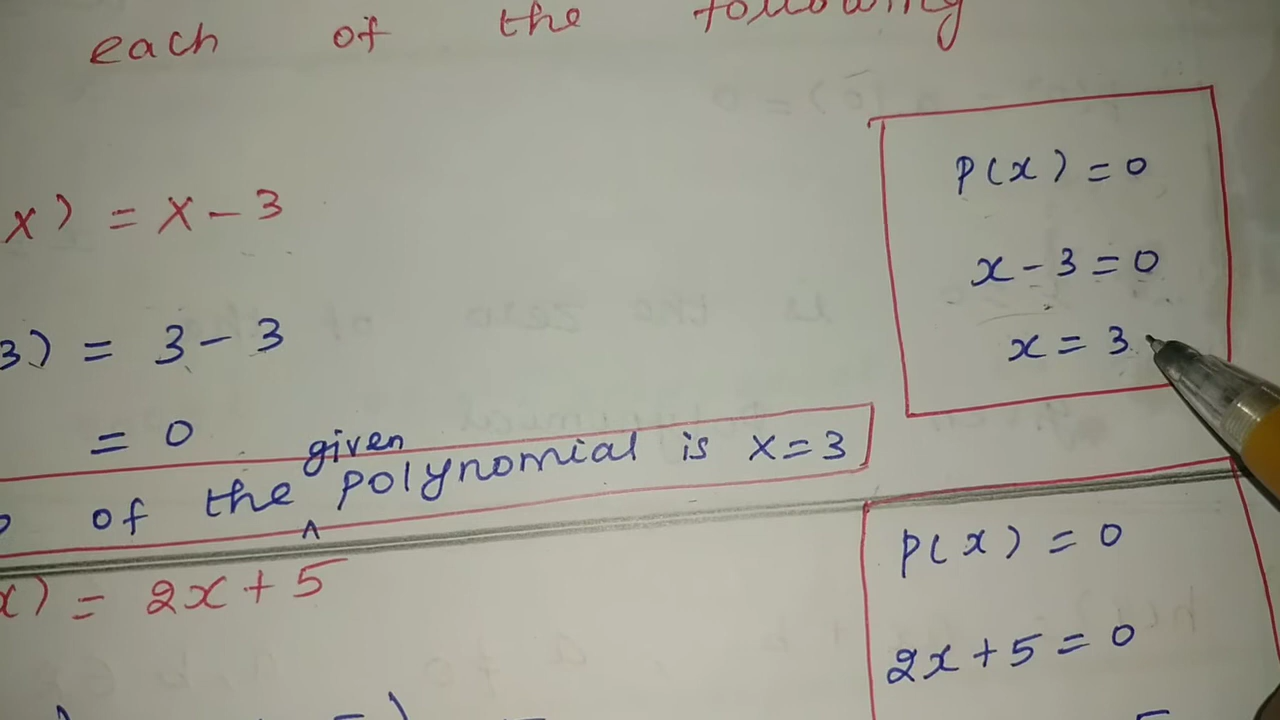 each of the following
x) = x - 3
3) = 3 - 3
= 0
given
of the ^ polynomial is x = 3
P(x) = 0
x - 3 = 0
x = 3
x) = 2x + 5
P(x) = 0
2x + 5 = 0